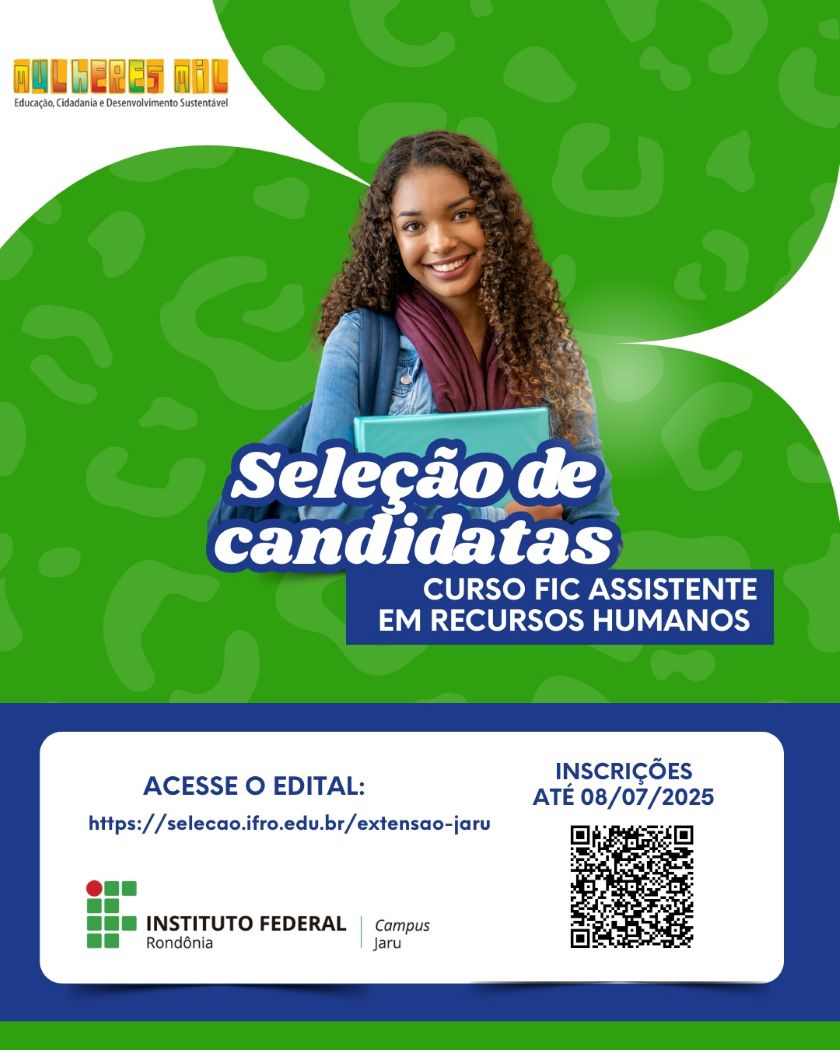 MULHERES MIL
Educação, Cidadania e Desenvolvimento Sustentável
Seleção de
candidatas
CURSO FIC ASSISTENTE
EM RECURSOS HUMANOS
ACESSE O EDITAL:
https://selecao.ifro.edu.br/extensao-jaru
INSCRIÇÕES
ATÉ 08/07/2025
INSTITUTO FEDERAL
Rondônia
Campus
Jaru